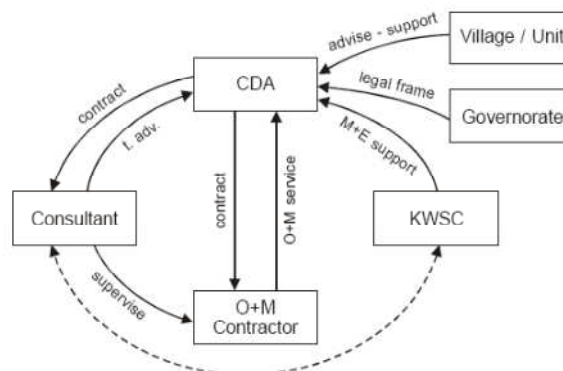 advise - support
Village / Unit
CDA
legal frame
Governorate
contract
t. adv.
M+E support
contract
O+M service
Consultant
KWSC
supervise
O+M
Contractor